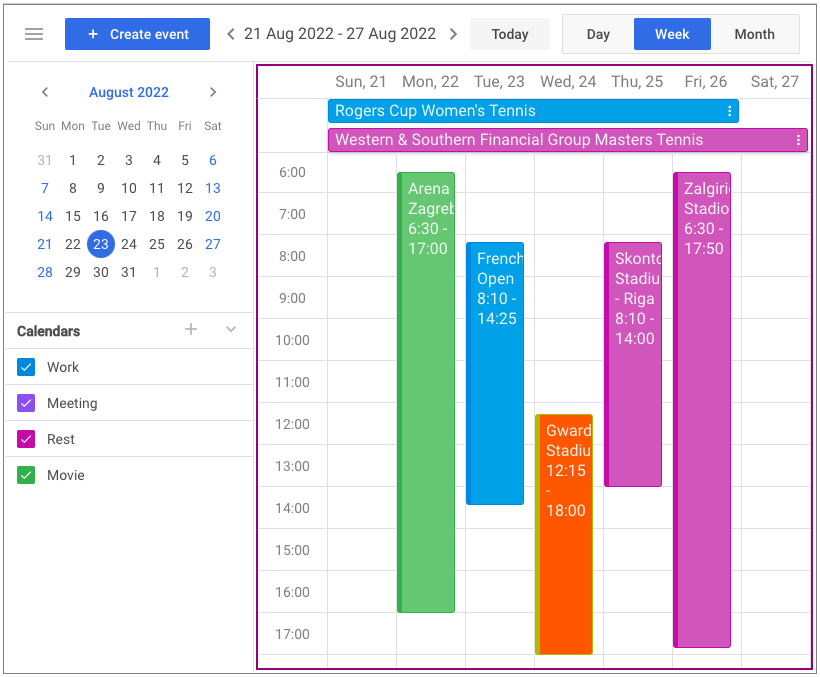 + Create event
21 Aug 2022 - 27 Aug 2022
Today
Day Week Month
August 2022
Sun Mon Tue Wed Thu Fri Sat
31 1 2 3 4 5 6
7 8 9 10 11 12 13
14 15 16 17 18 19 20
21 22 23 24 25 26 27
28 29 30 31 1 2 3
Calendars
Work
Meeting
Rest
Movie
Sun, 21 Mon, 22 Tue, 23 Wed, 24 Thu, 25 Fri, 26 Sat, 27
Rogers Cup Women's Tennis
Western & Southern Financial Group Masters Tennis
6:00
7:00
8:00
9:00
10:00
11:00
12:00
13:00
14:00
15:00
16:00
17:00
Arena
Zagreb
6:30 -
17:00
French
Open
8:10 -
14:25
Gward
Stadiu
12:15
-
18:00
Skonto
Stadiu
- Riga
8:10 -
14:00
Zalgiri
Stadio
6:30 -
17:50